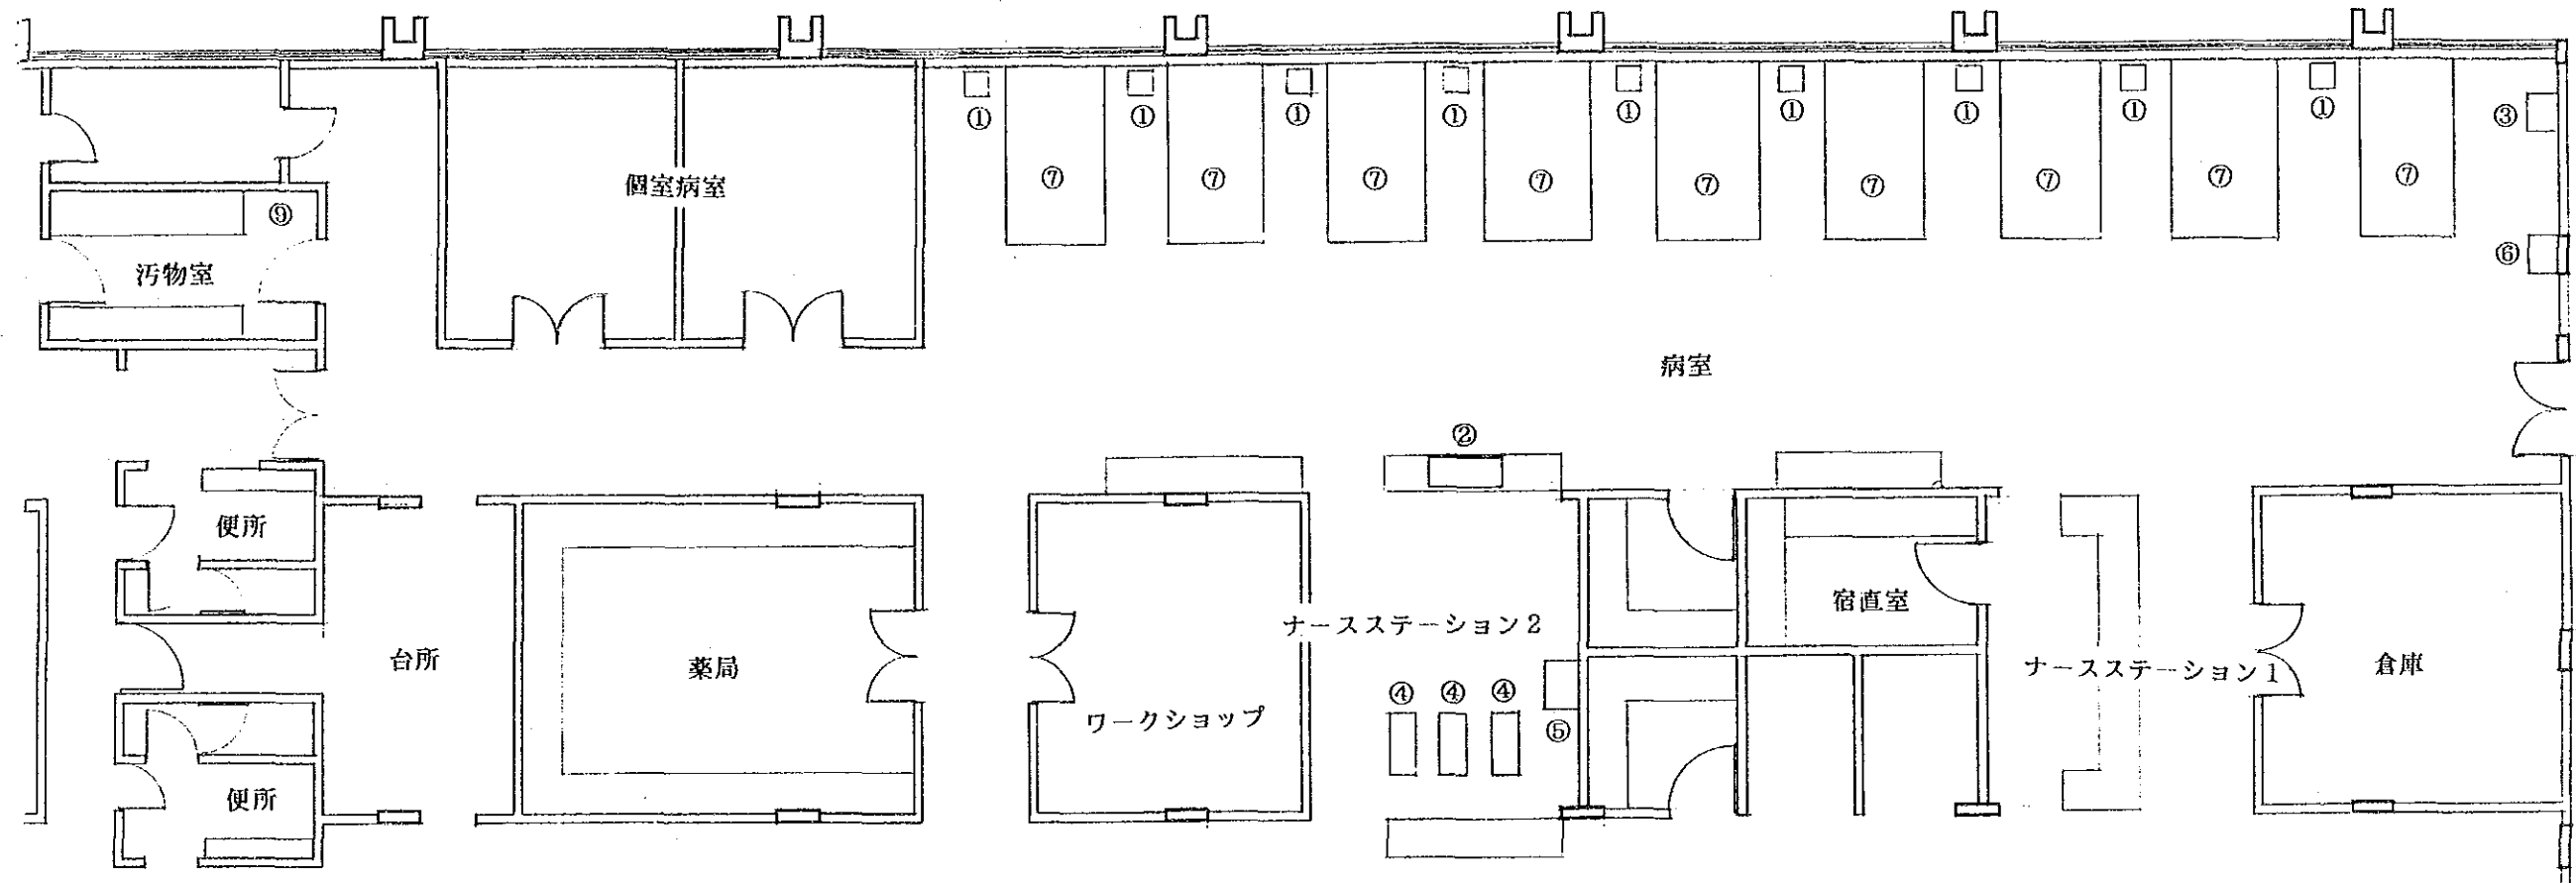 ① ① ① ① ① ① ① ① ①
③
⑦ ⑦ ⑦ ⑦ ⑦ ⑦ ⑦ ⑦ ⑦
個室病室
⑨
⑥
汚物室
病室
②
便所
宿直室
ナースステーション2
台所
薬局
ナースステーション1
倉庫
④ ④ ④
⑤
ワークショップ
便所